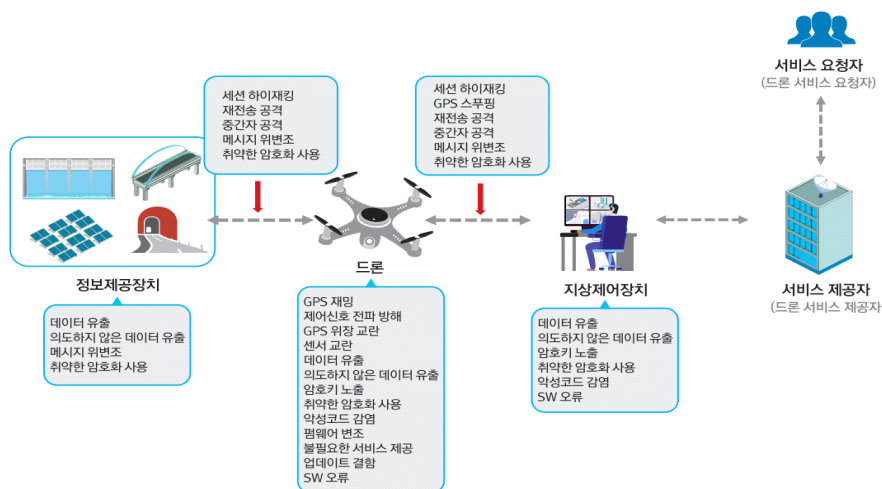 서비스 요청자
(드론 서비스 요청자)
세션 하이재킹
재전송 공격
중간자 공격
메시지 위변조
취약한 암호화 사용
세션 하이재킹
GPS 스푸핑
재전송 공격
중간자 공격
메시지 위변조
취약한 암호화 사용
정보제공장치
데이터 유출
의도하지 않은 데이터 유출
메시지 위변조
취약한 암호화 사용
드론
GPS 재밍
제어신호 전파 방해
GPS 위장 교란
센서 교란
데이터 유출
의도하지 않은 데이터 유출
암호키 노출
취약한 암호화 사용
악성코드 감염
펌웨어 변조
불필요한 서비스 제공
업데이트 결함
SW 오류
지상제어장치
데이터 유출
의도하지 않은 데이터 유출
암호키 노출
취약한 암호화 사용
악성코드 감염
SW 오류
서비스 제공자
(드론 서비스 제공자